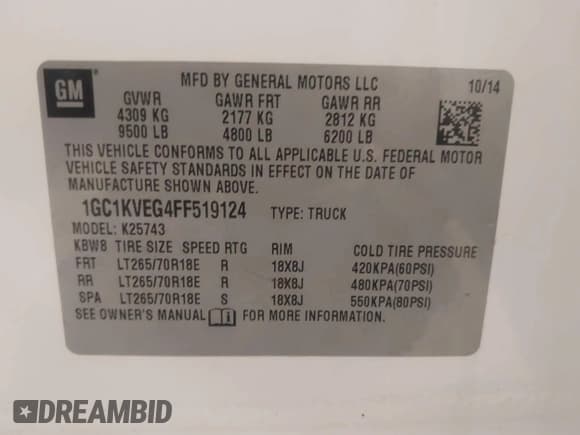 GM
MFD BY GENERAL MOTORS LLC
10/14
GVWR GAWR FRT GAWR RR
4309 KG 2177 KG 2812 KG
9500 LB 4800 LB 6200 LB
THIS VEHICLE CONFORMS TO ALL APPLICABLE U.S. FEDERAL MOTOR
VEHICLE SAFETY STANDARDS IN EFFECT ON THE DATE OF
MANUFACTURE SHOWN ABOVE.
1GC1KVEG4FF519124 TYPE: TRUCK
MODEL: K25743
KBW8 TIRE SIZE SPEED RTG RIM COLD TIRE PRESSURE
FRT LT265/70R18E R 18X8J 420KPA(60PSI)
RR LT265/70R18E R 18X8J 480KPA(70PSI)
SPA LT265/70R18E S 18X8J 550KPA(80PSI)
SEE OWNER'S MANUAL FOR MORE INFORMATION.
DREAMBID